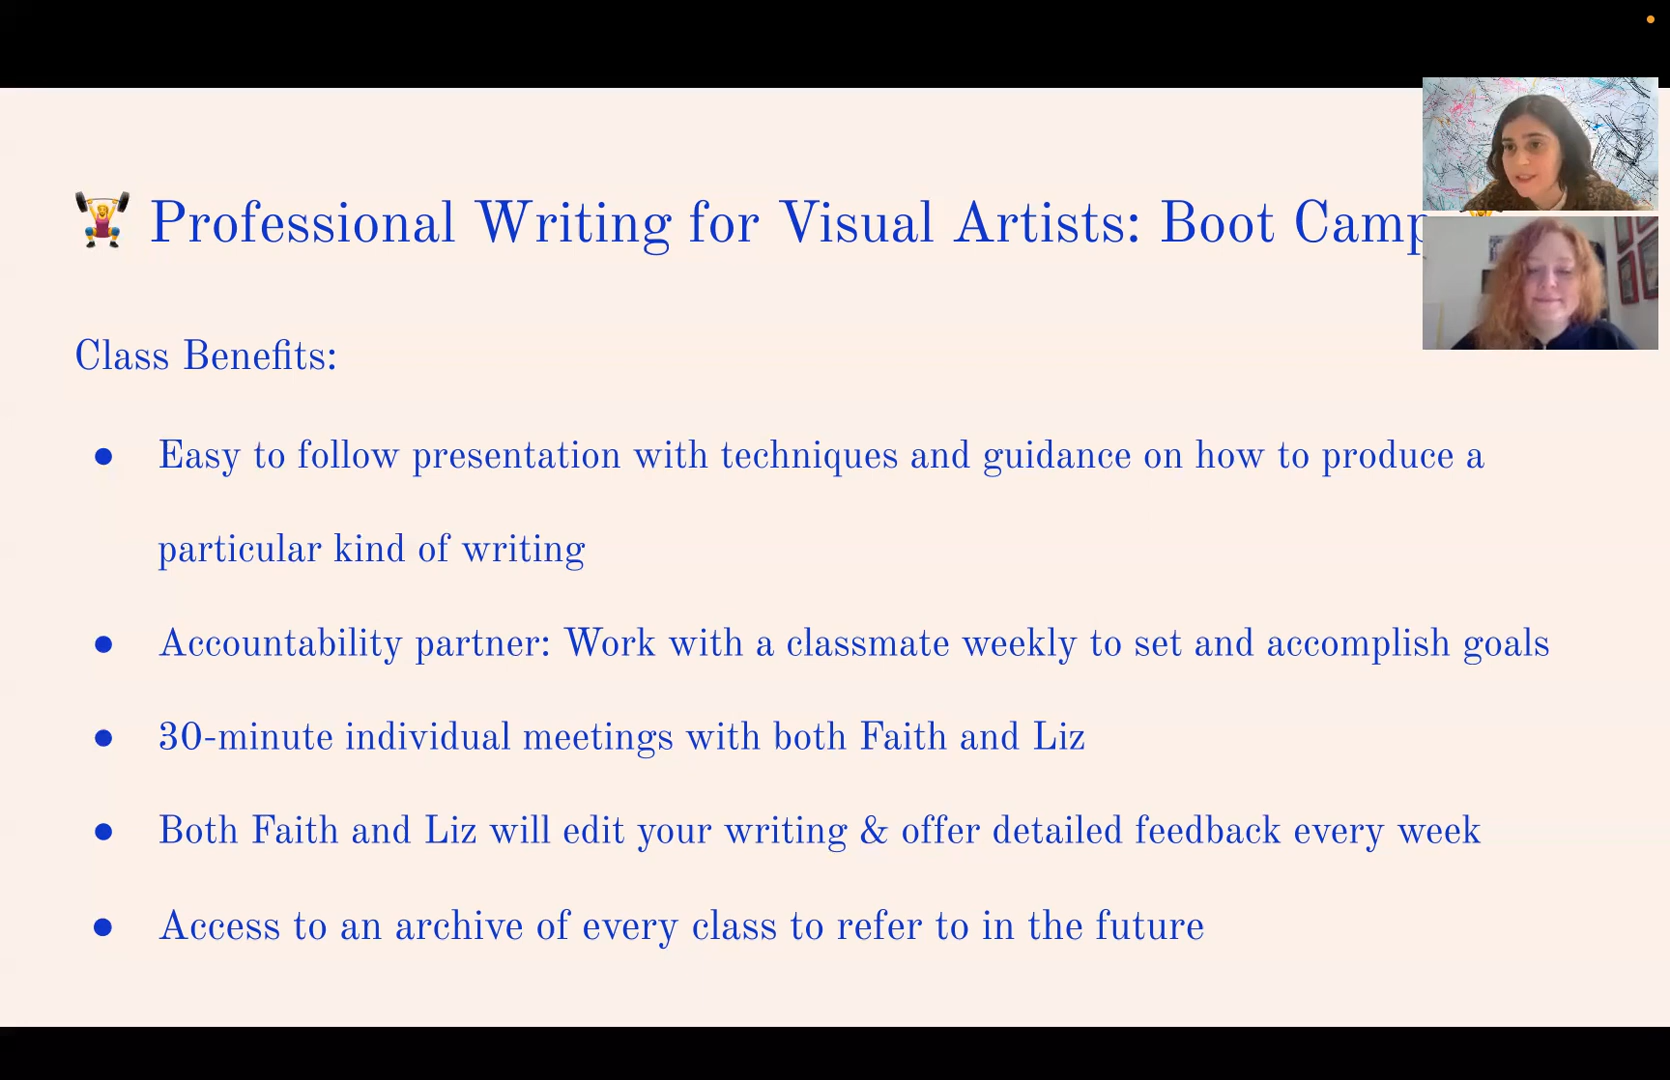 Professional Writing for Visual Artists: Boot Camp
Class Benefits:
● Easy to follow presentation with techniques and guidance on how to produce a
particular kind of writing
● Accountability partner: Work with a classmate weekly to set and accomplish goals
● 30-minute individual meetings with both Faith and Liz
● Both Faith and Liz will edit your writing & offer detailed feedback every week
● Access to an archive of every class to refer to in the future